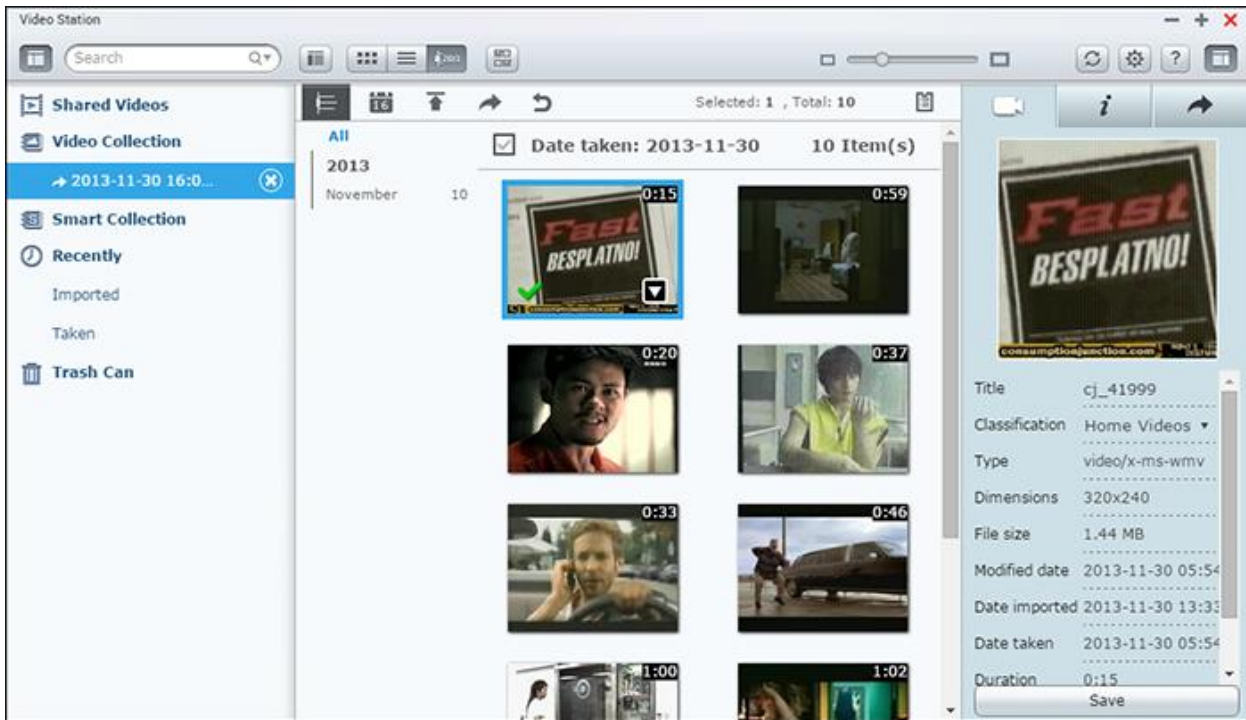 Video Station
Search
Shared Videos
Video Collection
2013-11-30 16:0...
Smart Collection
Recently
Imported
Taken
Trash Can
16
Selected: 1 , Total: 10
All
2013
November 10
Date taken: 2013-11-30 10 Item(s)
0:15
Fast
BESPLATNO!
consumptionjunction.com
0:59
0:20
0:37
0:33
0:46
1:00
1:02
Fast
BESPLATNO!
consumptionjunction.com
Title cj_41999
Classification Home Videos
Type video/x-ms-wmv
Dimensions 320x240
File size 1.44 MB
Modified date 2013-11-30 05:54
Date imported 2013-11-30 13:33
Date taken 2013-11-30 05:54
Duration 0:15
Save